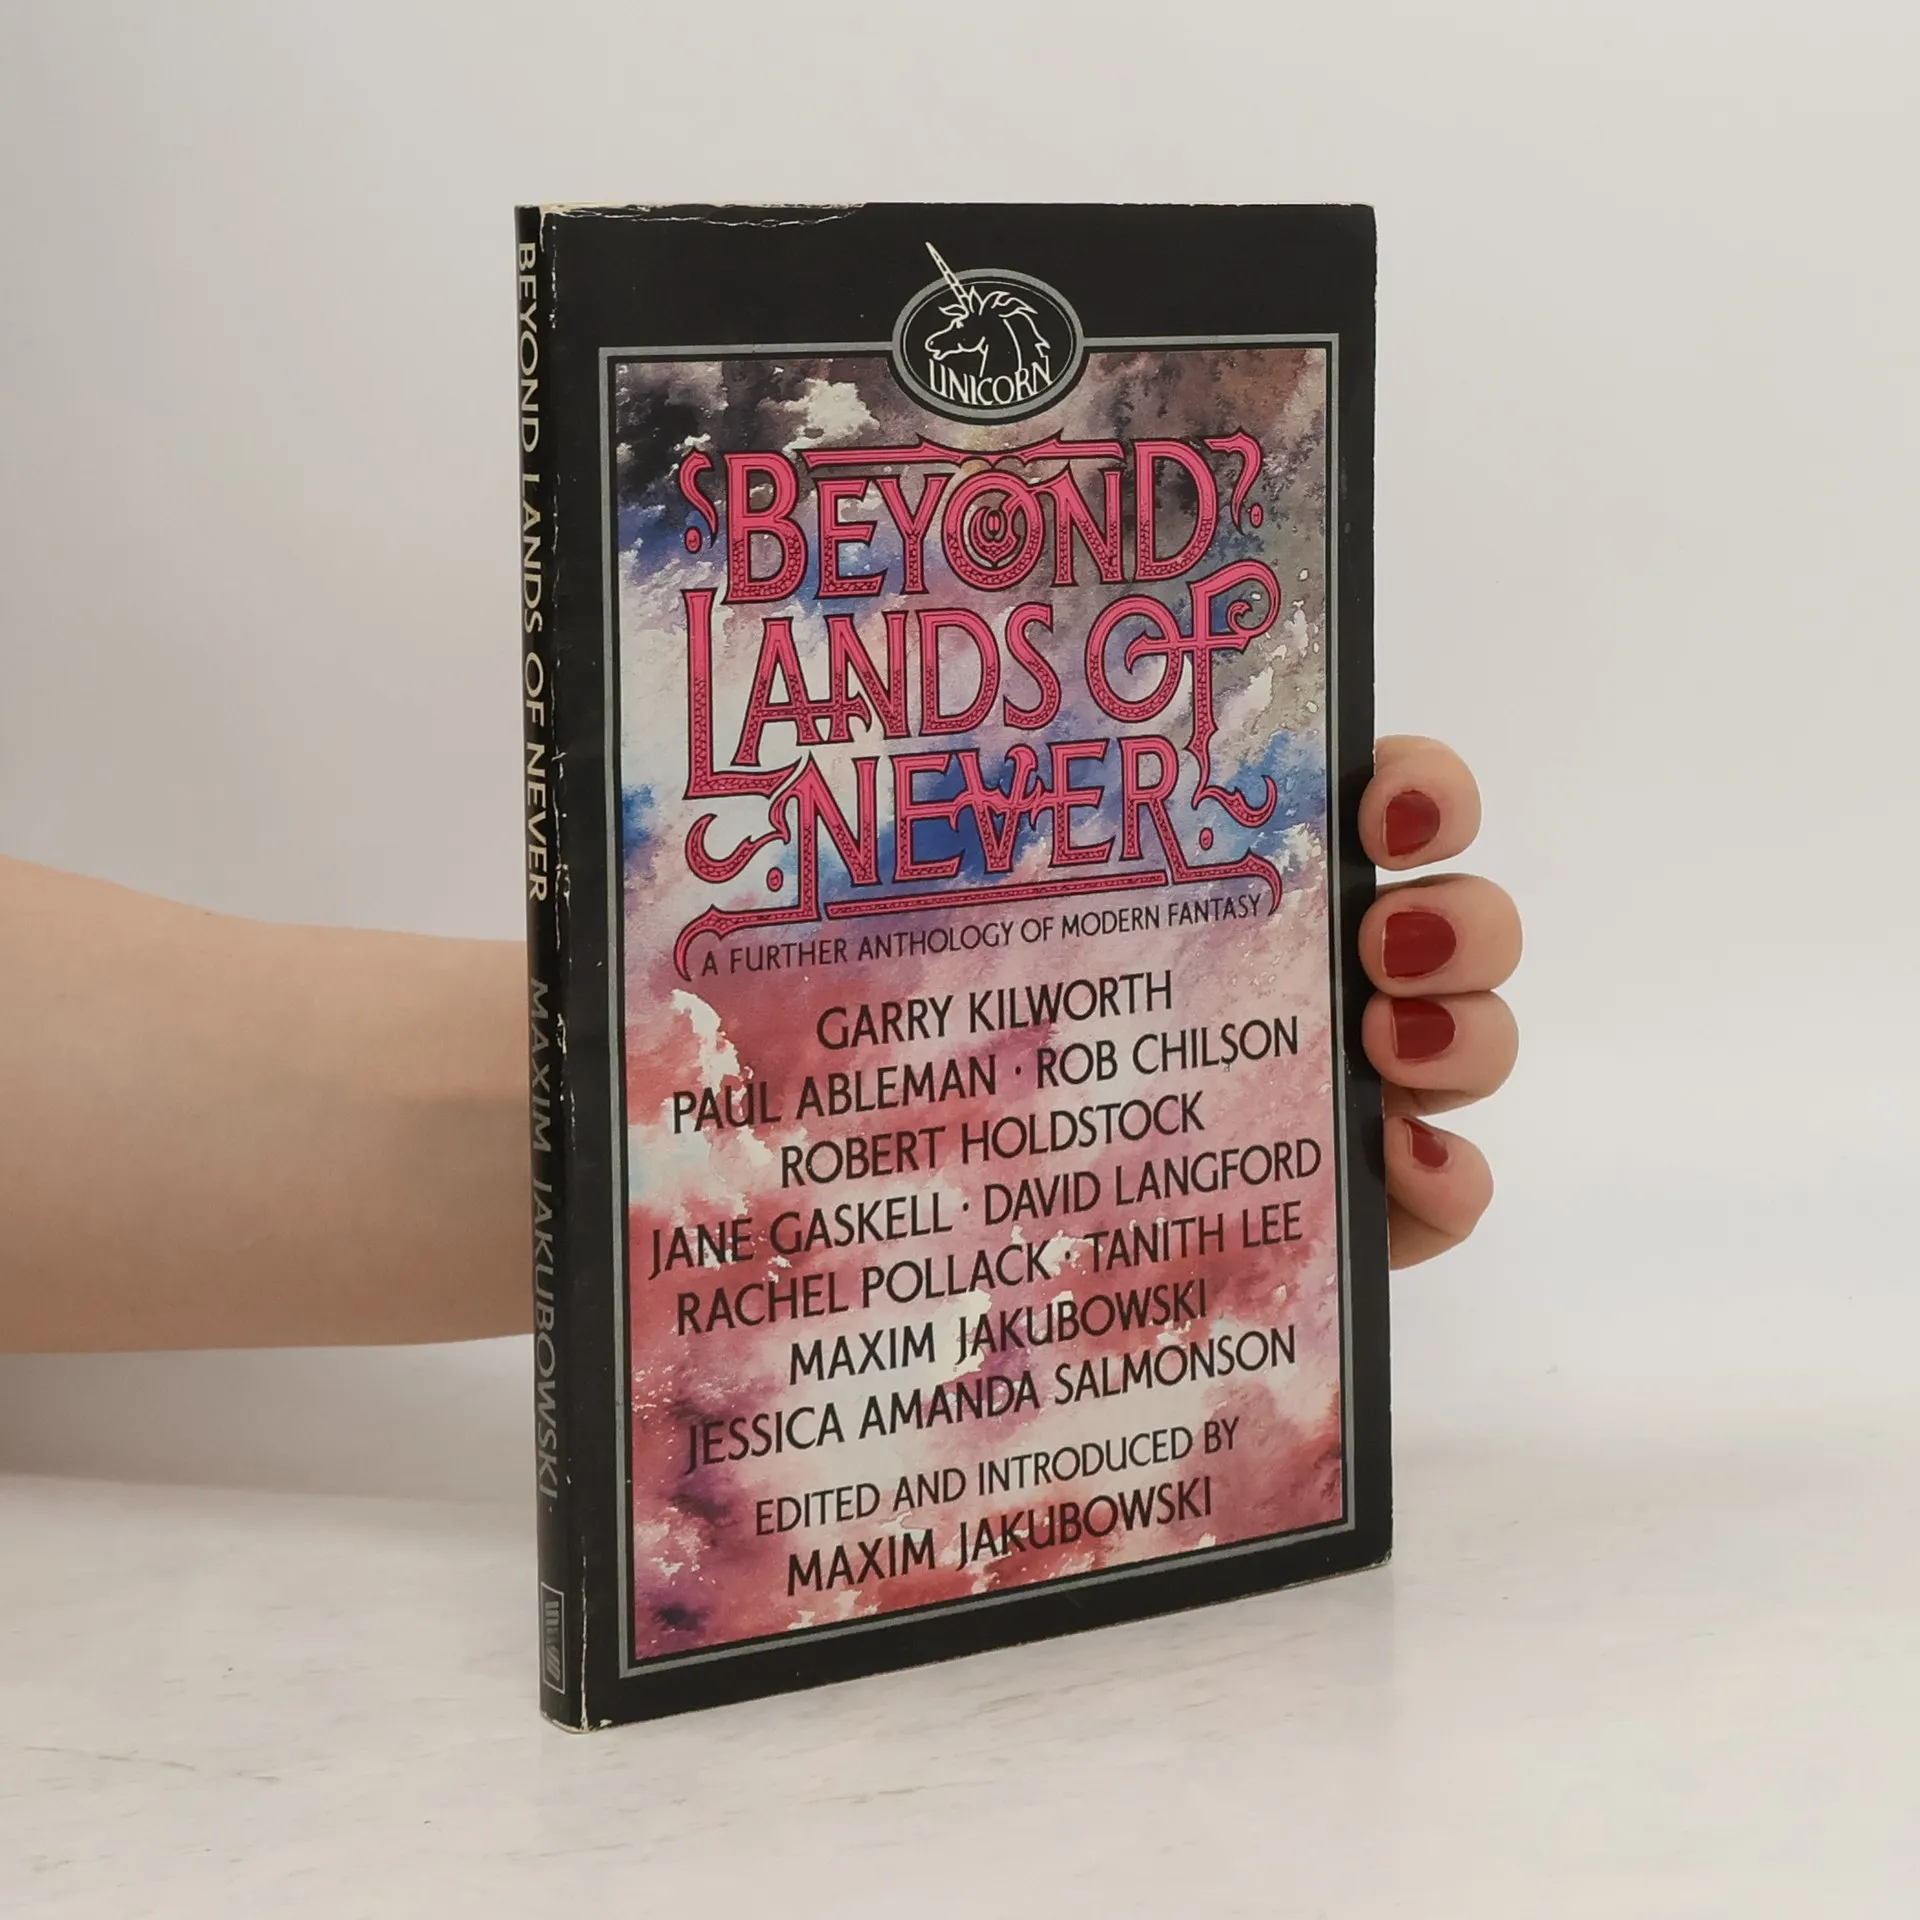 BEYOND LANDS OF NEVER MAXIM JAKUBOWSKI
UNICORN
BEYOND
LANDS OF
NEVER
A FURTHER ANTHOLOGY OF MODERN FANTASY
GARRY KILWORTH
PAUL ABLEMAN · ROB CHILSON
ROBERT HOLDSTOCK
JANE GASKELL · DAVID LANGFORD
RACHEL POLLACK · TANITH LEE
MAXIM JAKUBOWSKI
JESSICA AMANDA SALMONSON
EDITED AND INTRODUCED BY
MAXIM JAKUBOWSKI